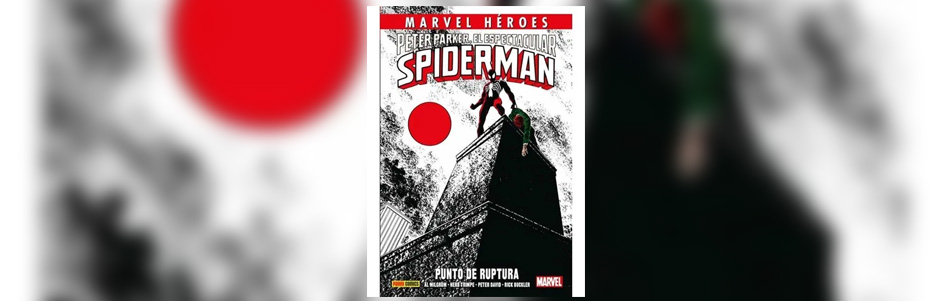 MARVEL HÉROES
PETER PARKER, EL ESPECTACULAR
SPIDERMAN
PUNTO DE RUPTURA
AL MILGROM · HERB TRIMPE · PETER DAVID · RICH BUCKLER
PANINI COMICS
MARVEL